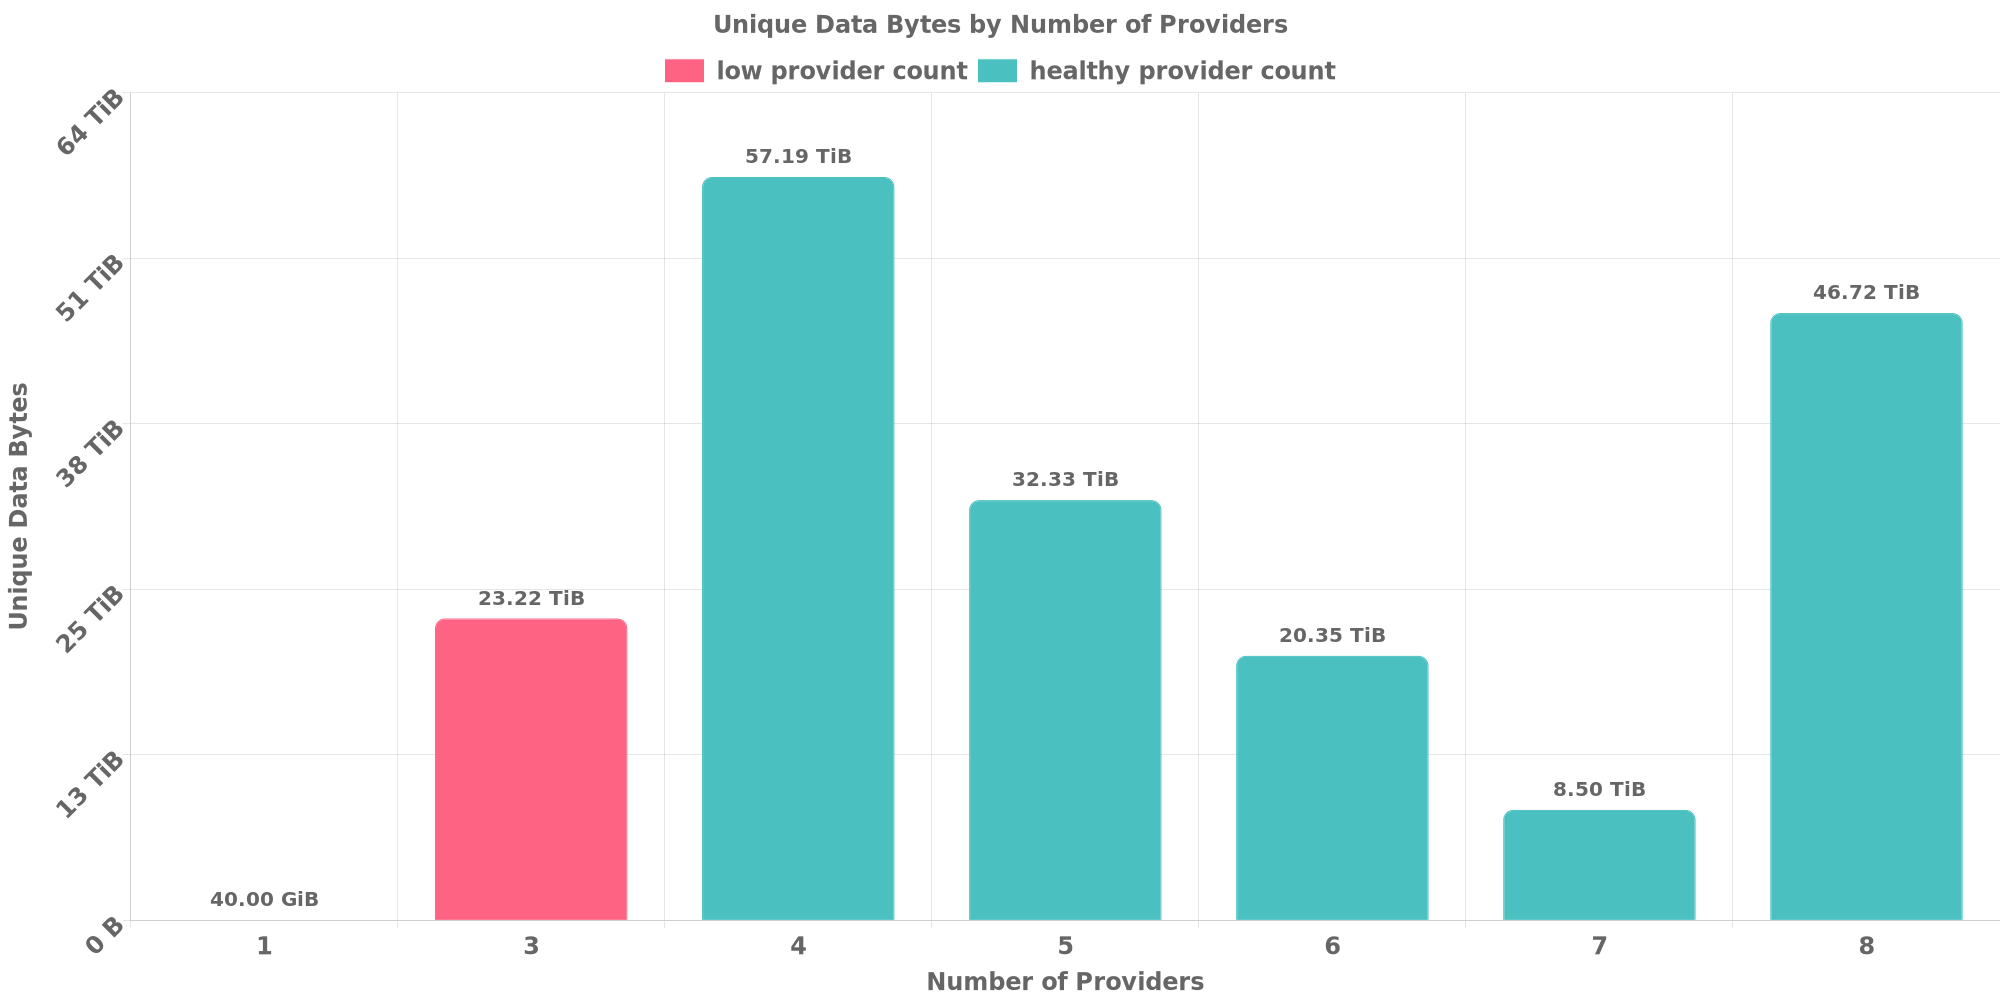 Unique Data Bytes by Number of Providers
low provider count healthy provider count
64 TiB
51 TiB
38 TiB
25 TiB
13 TiB
0 B
Unique Data Bytes
40.00 GiB
23.22 TiB
57.19 TiB
32.33 TiB
20.35 TiB
8.50 TiB
46.72 TiB
1 3 4 5 6 7 8
Number of Providers